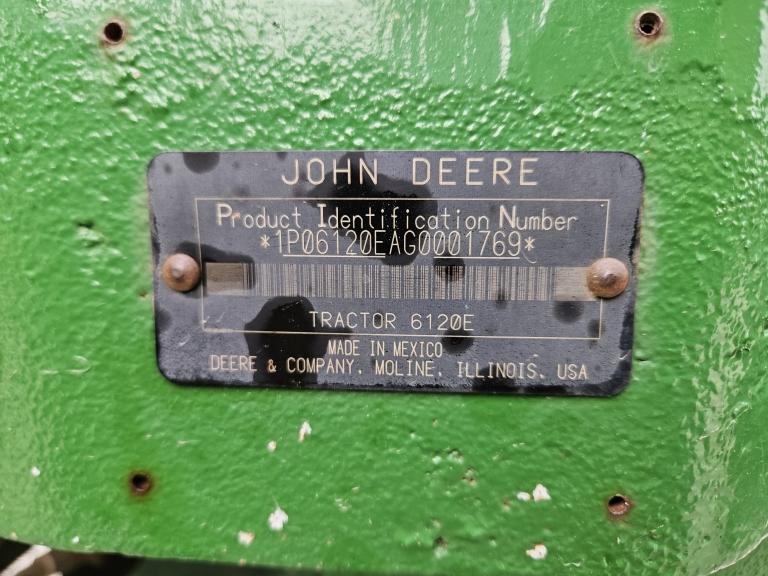 JOHN DEERE
Product Identification Number
*1P06120EAG0001769*
TRACTOR 6120E
MADE IN MEXICO
DEERE & COMPANY, MOLINE, ILLINOIS, USA